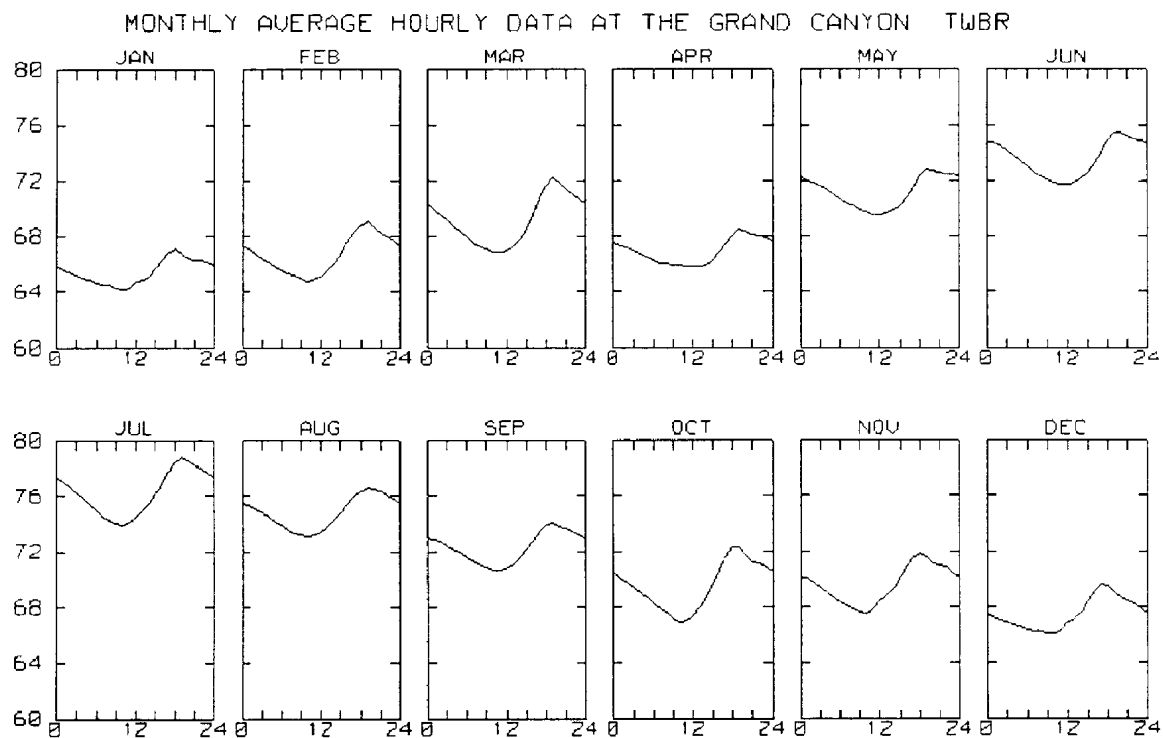 MONTHLY AVERAGE HOURLY DATA AT THE GRAND CANYON TWBR
JAN FEB MAR APR MAY JUN
80
76
72
68
64
60
0 12 24 0 12 24 0 12 24 0 12 24 0 12 24 0 12 24
JUL AUG SEP OCT NOV DEC
80
76
72
68
64
60
0 12 24 0 12 24 0 12 24 0 12 24 0 12 24 0 12 24